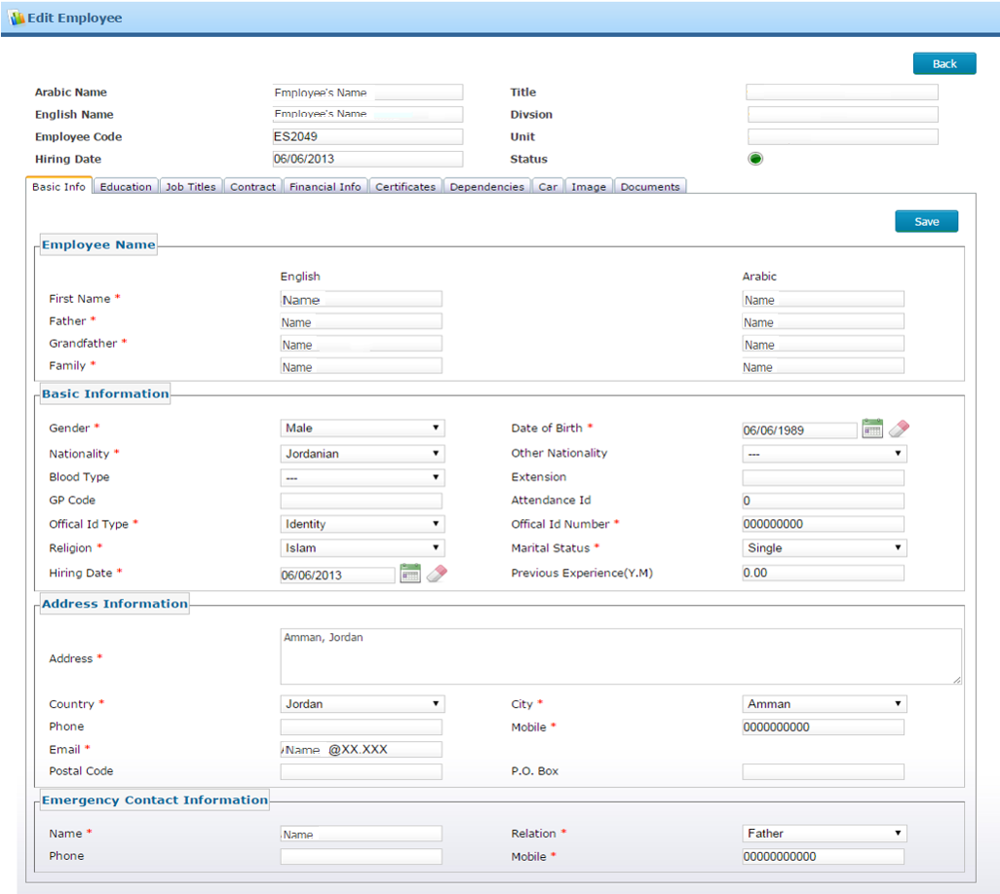 Edit Employee
Back
Arabic Name Employee's Name Title
English Name Employee's Name Divsion
Employee Code ES2049 Unit
Hiring Date 06/06/2013 Status
Basic Info Education Job Titles Contract Financial Info Certificates Dependencies Car Image Documents
Save
Employee Name
English Arabic
First Name * Name Name
Father * Name Name
Grandfather * Name Name
Family * Name Name
Basic Information
Gender * Male Date of Birth * 06/06/1989
Nationality * Jordanian Other Nationality ---
Blood Type --- Extension
GP Code Attendance Id 0
Offical Id Type * Identity Offical Id Number * 000000000
Religion * Islam Marital Status * Single
Hiring Date * 06/06/2013 Previous Experience(Y.M) 0.00
Address Information
Address * Amman, Jordan
Country * Jordan City * Amman
Phone Mobile * 0000000000
Email * Name @XX.XXX
Postal Code P.O. Box
Emergency Contact Information
Name * Name Relation * Father
Phone Mobile * 00000000000